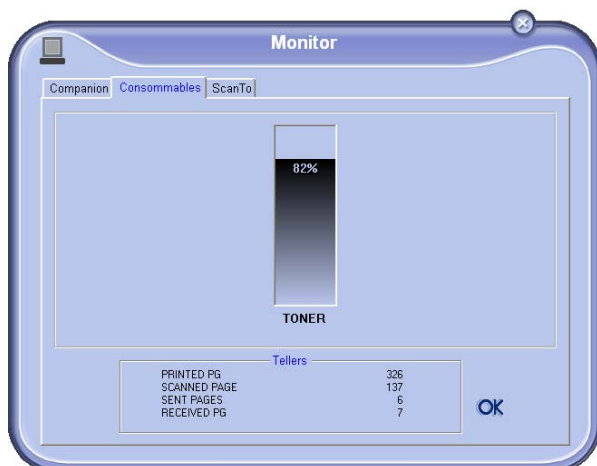 Monitor
Companion Consommables ScanTo
82%
TONER
Tellers
PRINTED PG 326
SCANNED PAGE 137
SENT PAGES 6
RECEIVED PG 7
OK